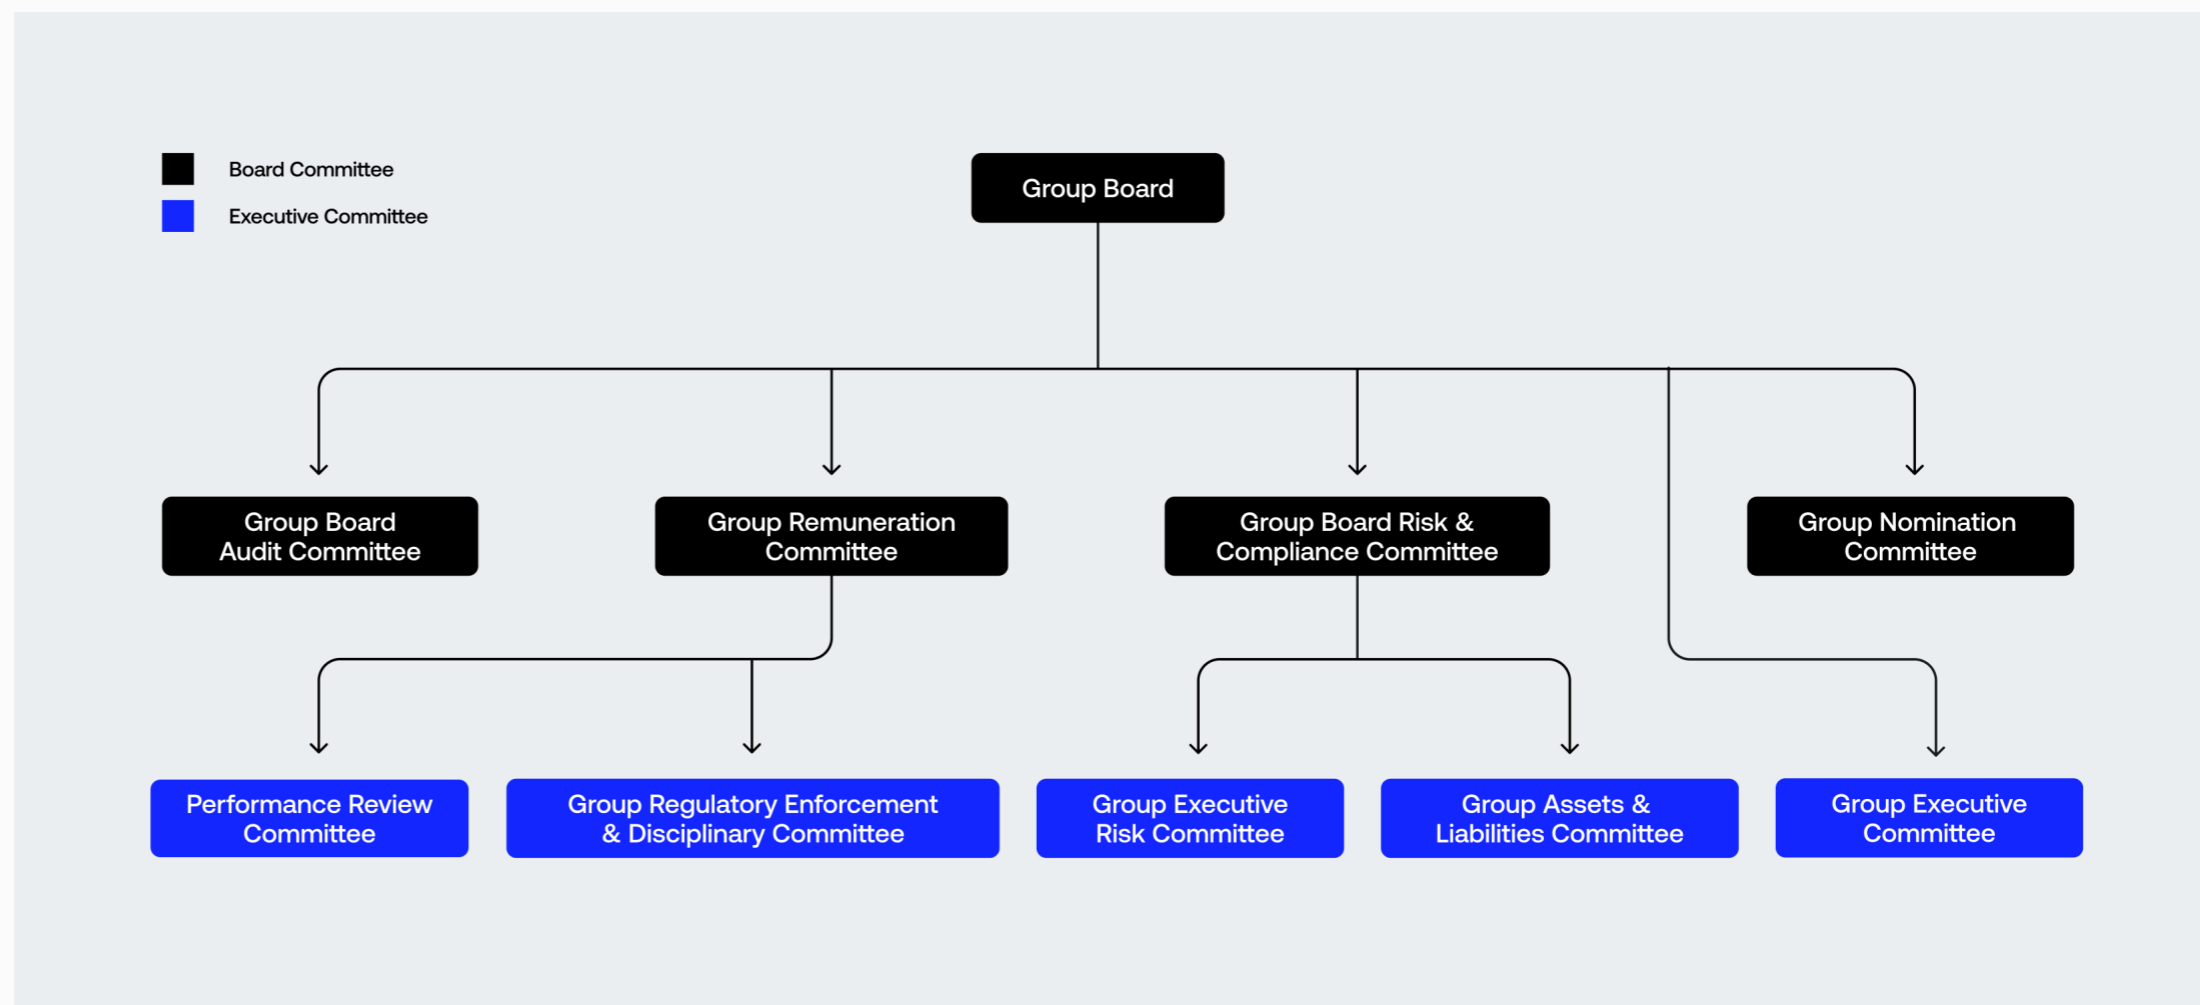 Board Committee
Executive Committee
Group Board
Group Board
Audit Committee
Group Remuneration
Committee
Group Board Risk &
Compliance Committee
Group Nomination
Committee
Performance Review
Committee
Group Regulatory Enforcement
& Disciplinary Committee
Group Executive
Risk Committee
Group Assets &
Liabilities Committee
Group Executive
Committee